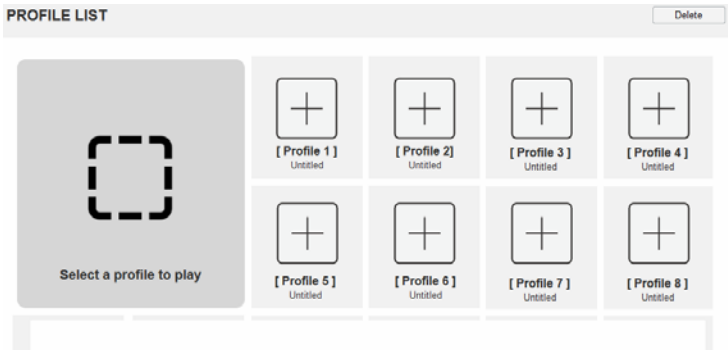 PROFILE LIST
Delete
Select a profile to play
[ Profile 1 ]
Untitled
[ Profile 2]
Untitled
[ Profile 3 ]
Untitled
[ Profile 4 ]
Untitled
[ Profile 5 ]
Untitled
[ Profile 6 ]
Untitled
[ Profile 7 ]
Untitled
[ Profile 8 ]
Untitled